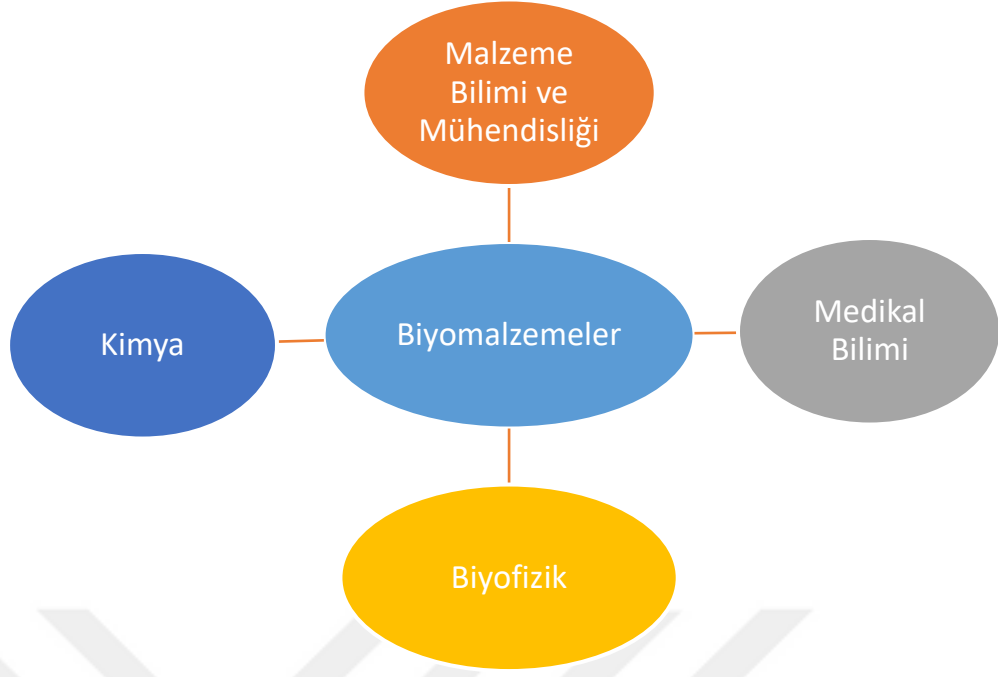 Malzeme
Bilimi ve
Mühendisliği
Kimya
Biyomalzemeler
Medikal
Bilimi
Biyofizik